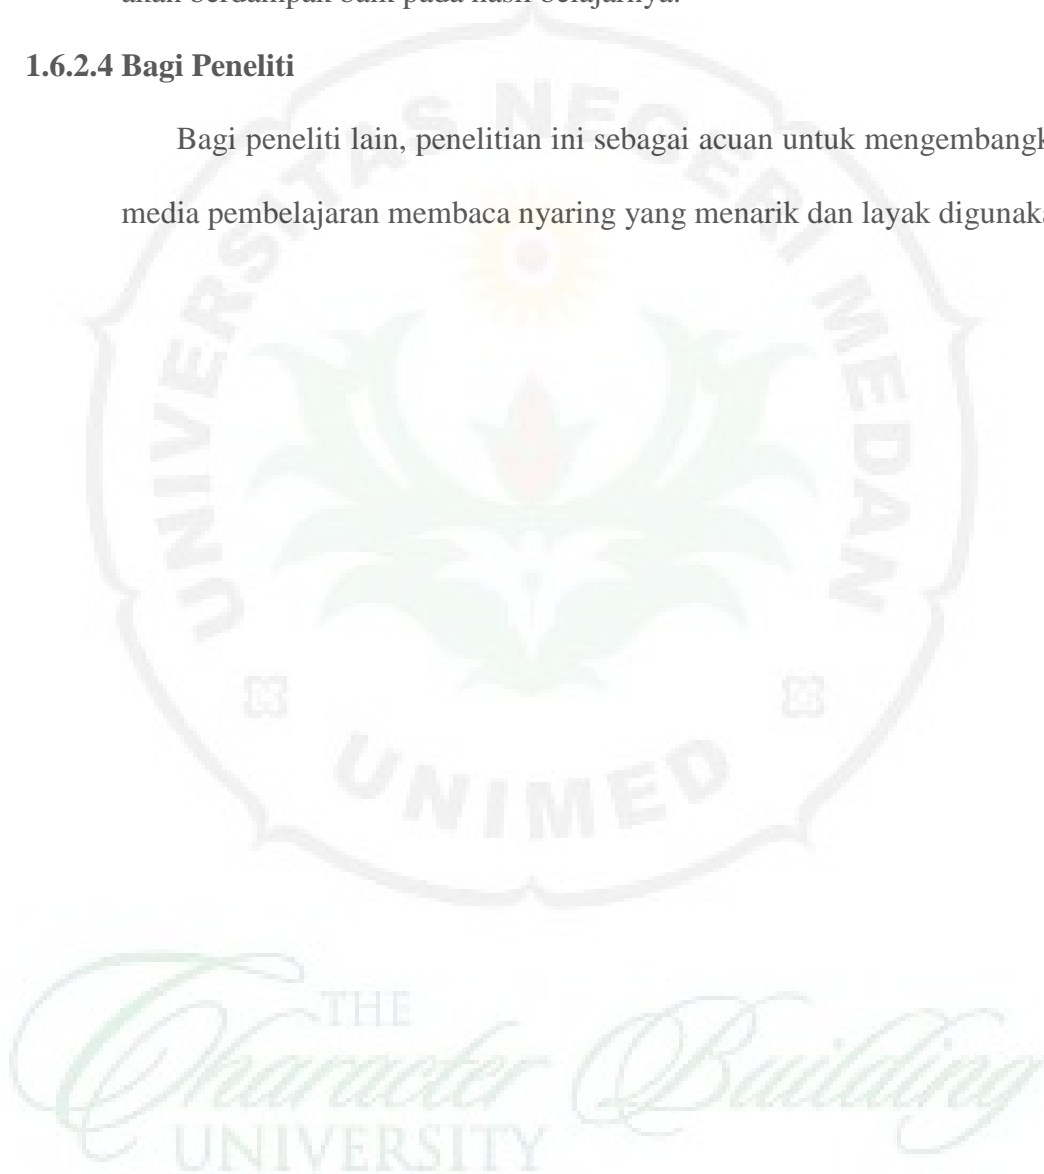 akan berdampak baik pada hasil belajarnya.
1.6.2.4 Bagi Peneliti
Bagi peneliti lain, penelitian ini sebagai acuan untuk mengembangk
media pembelajaran membaca nyaring yang menarik dan layak digunaka
UNIVERSITAS NEGERI MEDAN
UNIMED
THE
Character Building
UNIVERSITY